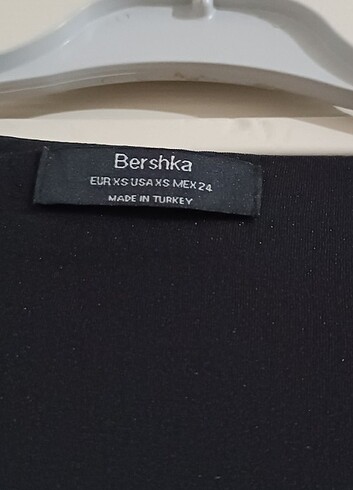 Bershka
EUR XS USA XS MEX 24
MADE IN TURKEY